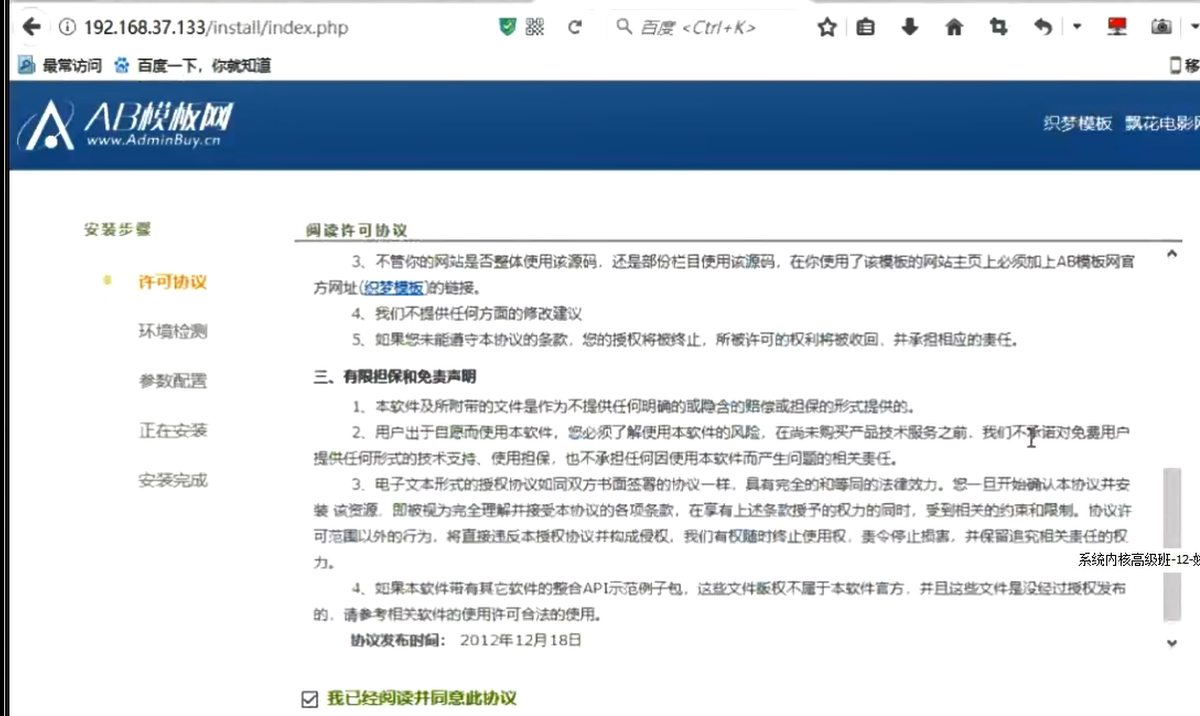 192.168.37.133/install/index.php
百度 <Ctrl+K>
最常访问 百度一下，你就知道 移
AB模板网
www.AdminBuy.cn
织梦模板 飘花电影网
安装步骤
许可协议
环境检测
参数配置
正在安装
安装完成
阅读许可协议
3、不管你的网站是否整体使用该源码，还是部份栏目使用该源码，在你使用了该模板的网站主页上必须加上AB模板网官
方网址(织梦模板)的链接。
4、我们不提供任何方面的修改建议
5、如果您未能遵守本协议的条款，您的授权将被终止，所被许可的权利将被收回，并承担相应的责任。
三、有限担保和免责声明
1、本软件及所附带的文件是作为不提供任何明确的或隐含的赔偿或担保的形式提供的。
2、用户出于自愿而使用本软件，您必须了解使用本软件的风险，在尚未购买产品技术服务之前，我们不承诺对免费用户
提供任何形式的技术支持、使用担保，也不承担任何因使用本软件而产生问题的相关责任。
3、电子文本形式的授权协议如同双方书面签署的协议一样，具有完全的和等同的法律效力。您一旦开始确认本协议并安
装 该资源，即被视为完全理解并接受本协议的各项条款，在享有上述条款授予的权力的同时，受到相关的约束和限制。协议许
可范围以外的行为，将直接违反本授权协议并构成侵权，我们有权随时终止使用权，责令停止损害，并保留追究相关责任的权
力。
系统内核高级班-12-
4、如果本软件带有其它软件的整合API示范例子包，这些文件版权不属于本软件官方，并且这些文件是没经过授权发布
的，请参考相关软件的使用许可合法的使用。
协议发布时间： 2012年12月18日
我已经阅读并同意此协议